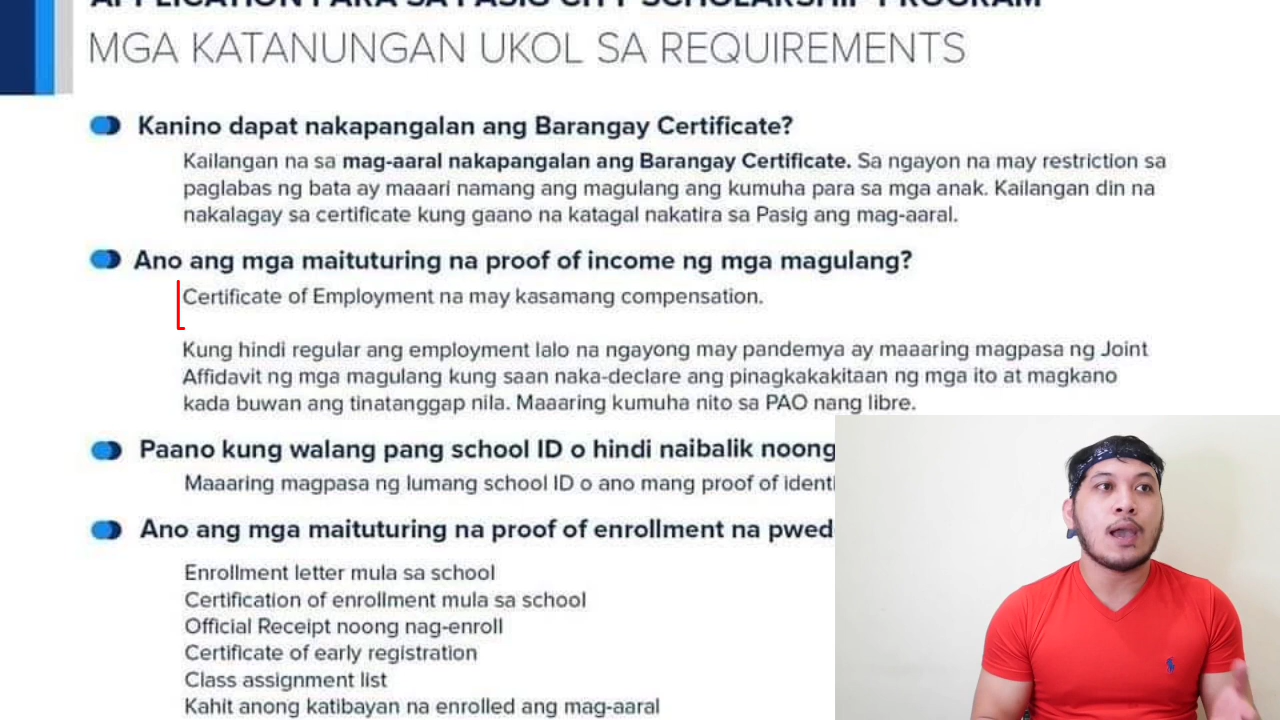 APPLICATION PARA SA PASIG CITY SCHOLARSHIP PROGRAM
MGA KATANUNGAN UKOL SA REQUIREMENTS
Kanino dapat nakapangalan ang Barangay Certificate?
Kailangan na sa mag-aaral nakapangalan ang Barangay Certificate. Sa ngayon na may restriction sa
paglabas ng bata ay maaari namang ang magulang ang kumuha para sa mga anak. Kailangan din na
nakalagay sa certificate kung gaano na katagal nakatira sa Pasig ang mag-aaral.
Ano ang mga maituturing na proof of income ng mga magulang?
Certificate of Employment na may kasamang compensation.
Kung hindi regular ang employment lalo na ngayong may pandemya ay maaaring magpasa ng Joint
Affidavit ng mga magulang kung saan naka-declare ang pinagkakakitaan ng mga ito at magkano
kada buwan ang tinatanggap nila. Maaaring kumuha nito sa PAO nang libre.
Paano kung walang pang school ID o hindi naibalik noong
Maaaring magpasa ng lumang school ID o ano mang proof of identi
Ano ang mga maituturing na proof of enrollment na pwed
Enrollment letter mula sa school
Certification of enrollment mula sa school
Official Receipt noong nag-enroll
Certificate of early registration
Class assignment list
Kahit anong katibayan na enrolled ang mag-aaral